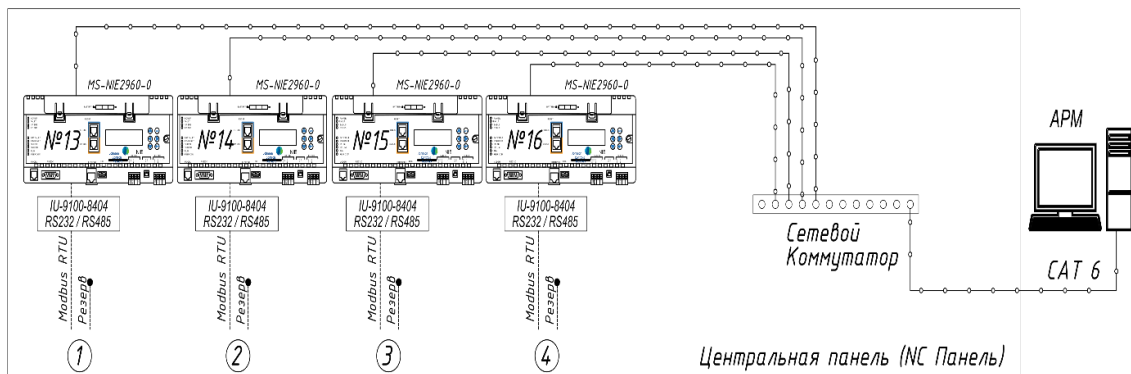 MS-NIE2960-0
MS-NIE2960-0
MS-NIE2960-0
MS-NIE2960-0
№13
№14
№15
№16
АРМ
IU-9100-8404
RS232 / RS485
IU-9100-8404
RS232 / RS485
IU-9100-8404
RS232 / RS485
IU-9100-8404
RS232 / RS485
Сетевой
Коммутатор
CAT 6
Modbus RTU
Резерв
Modbus RTU
Резерв
Modbus RTU
Резерв
Modbus RTU
Резерв
1
2
3
4
Центральная панель (NC Панель)